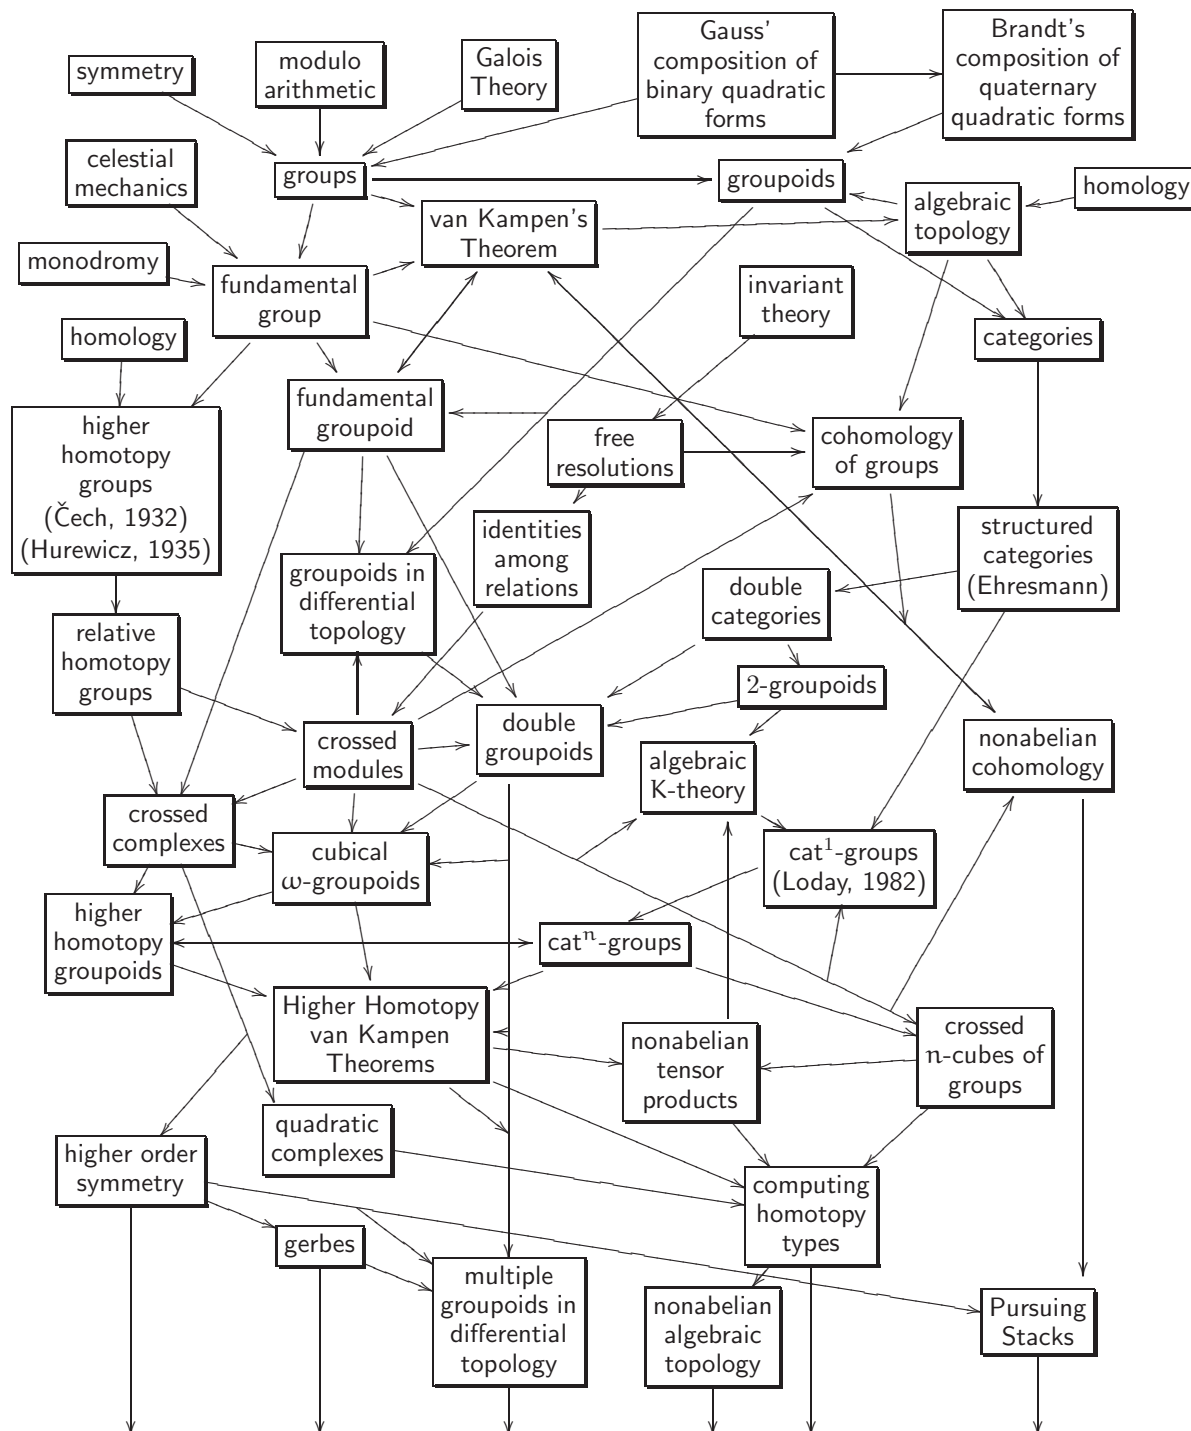 symmetry
modulo
arithmetic
Galois
Theory
Gauss'
composition of
binary quadratic
forms
Brandt's
composition of
quaternary
quadratic forms
celestial
mechanics
groups
groupoids
homology
van Kampen's
Theorem
algebraic
topology
monodromy
fundamental
group
invariant
theory
homology
categories
higher
homotopy
groups
(Čech, 1932)
(Hurewicz, 1935)
fundamental
groupoid
free
resolutions
cohomology
of groups
identities
among
relations
structured
categories
(Ehresmann)
groupoids in
differential
topology
double
categories
relative
homotopy
groups
2-groupoids
crossed
modules
double
groupoids
algebraic
K-theory
nonabelian
cohomology
crossed
complexes
cubical
ω-groupoids
cat¹-groups
(Loday, 1982)
higher
homotopy
groupoids
catⁿ-groups
Higher Homotopy
van Kampen
Theorems
nonabelian
tensor
products
crossed
n-cubes of
groups
quadratic
complexes
higher order
symmetry
computing
homotopy
types
gerbes
multiple
groupoids in
differential
topology
nonabelian
algebraic
topology
Pursuing
Stacks